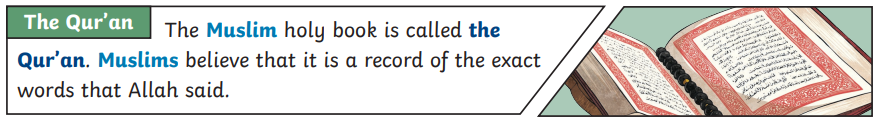 The Qur’an
The Muslim holy book is called the
Qur’an. Muslims believe that it is a record of the exact
words that Allah said.